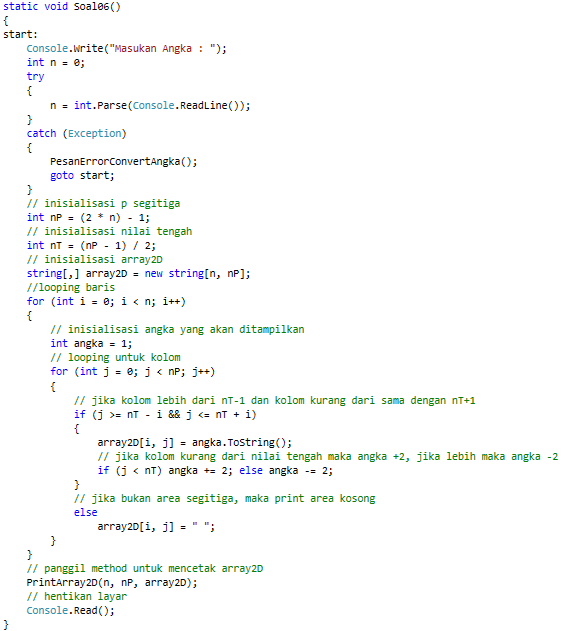 static void Soal06()
{
start:
    Console.Write("Masukan Angka : ");
    int n = 0;
    try
    {
        n = int.Parse(Console.ReadLine());
    }
    catch (Exception)
    {
        PesanErrorConvertAngka();
        goto start;
    }
    // inisialisasi p segitiga
    int nP = (2 * n) - 1;
    // inisialisasi nilai tengah
    int nT = (nP - 1) / 2;
    // inisialisasi array2D
    string[,] array2D = new string[n, nP];
    //looping baris
    for (int i = 0; i < n; i++)
    {
        // inisialisasi angka yang akan ditampilkan
        int angka = 1;
        // looping untuk kolom
        for (int j = 0; j < nP; j++)
        {
            // jika kolom lebih dari nT-1 dan kolom kurang dari sama dengan nT+1
            if (j >= nT - i && j <= nT + i)
            {
                array2D[i, j] = angka.ToString();
                // jika kolom kurang dari nilai tengah maka angka +2, jika lebih maka angka -2
                if (j < nT) angka += 2; else angka -= 2;
            }
            // jika bukan area segitiga, maka print area kosong
            else
                array2D[i, j] = " ";
        }
    }
    // panggil method untuk mencetak array2D
    PrintArray2D(n, nP, array2D);
    // hentikan layar
    Console.Read();
}